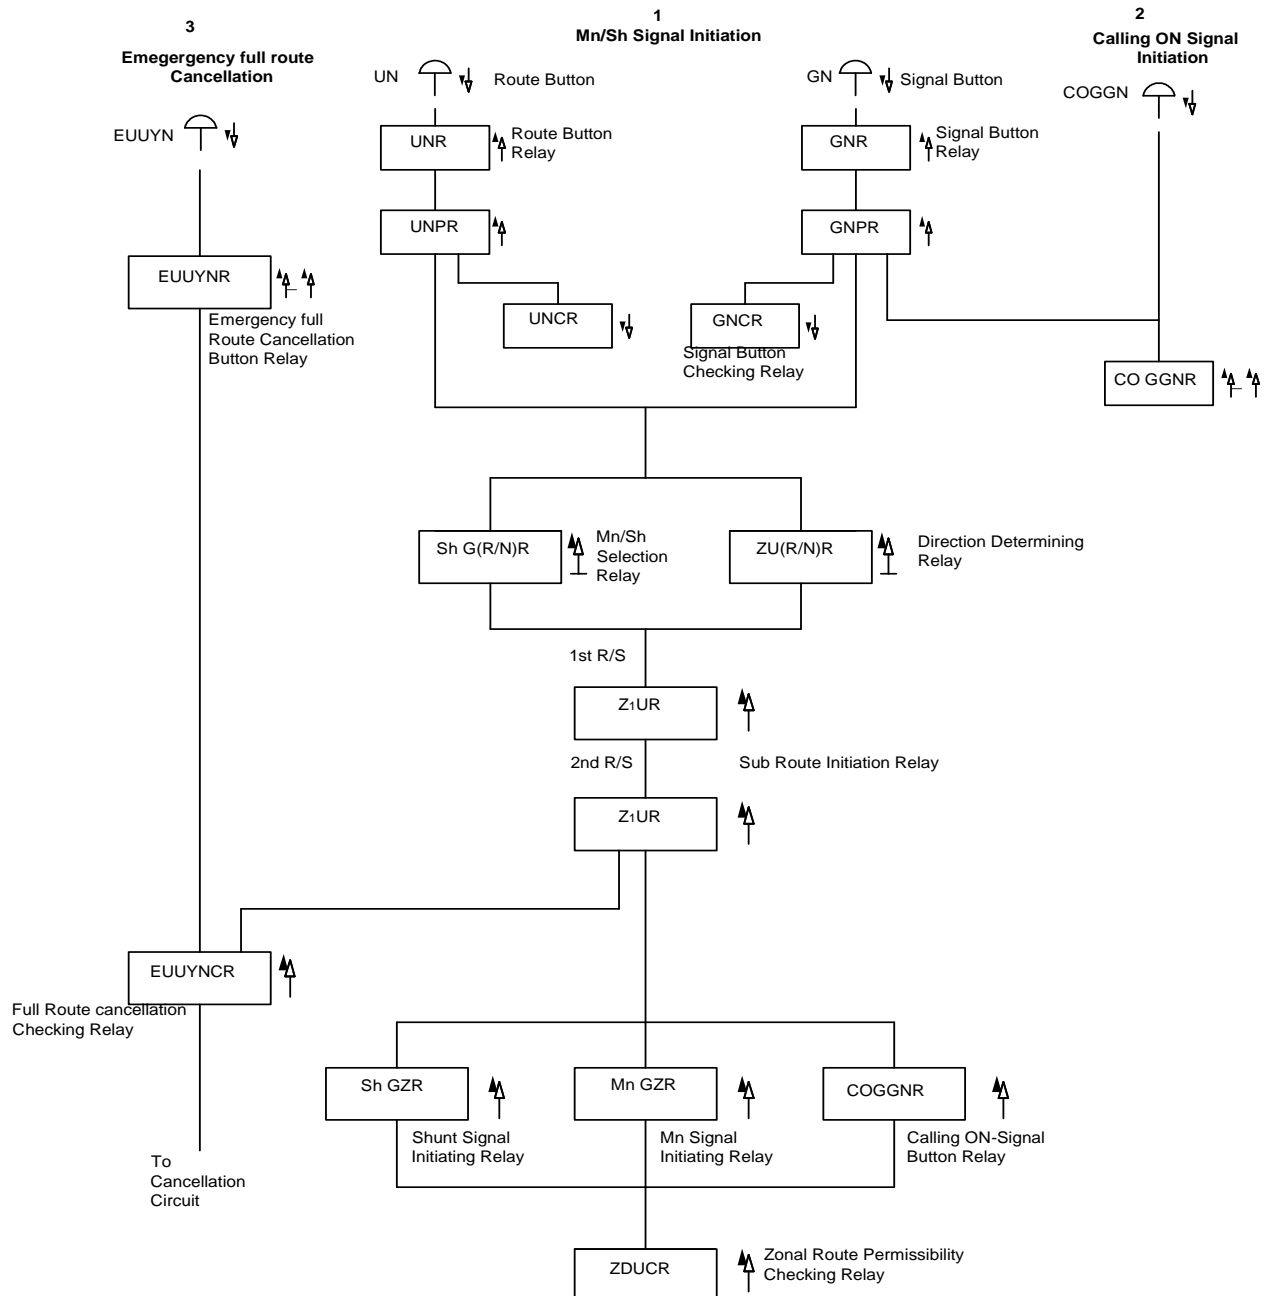 3
Emegergency full route
Cancellation
1
Mn/Sh Signal Initiation
2
Calling ON Signal
Initiation
UN
Route Button
GN
Signal Button
COGGN
EUUYN
UNR
Route Button
Relay
GNR
Signal Button
Relay
UNPR
GNPR
EUUYNR
Emergency full
Route Cancellation
Button Relay
UNCR
GNCR
Signal Button
Checking Relay
CO GGNR
Sh G(R/N)R
Mn/Sh
Selection
Relay
ZU(R/N)R
Direction Determining
Relay
1st R/S
Z1UR
2nd R/S
Sub Route Initiation Relay
Z1UR
EUUYNCR
Full Route cancellation
Checking Relay
Sh GZR
Mn GZR
COGGNR
Shunt Signal
Initiating Relay
Mn Signal
Initiating Relay
Calling ON-Signal
Button Relay
To
Cancellation
Circuit
ZDUCR
Zonal Route Permissibility
Checking Relay